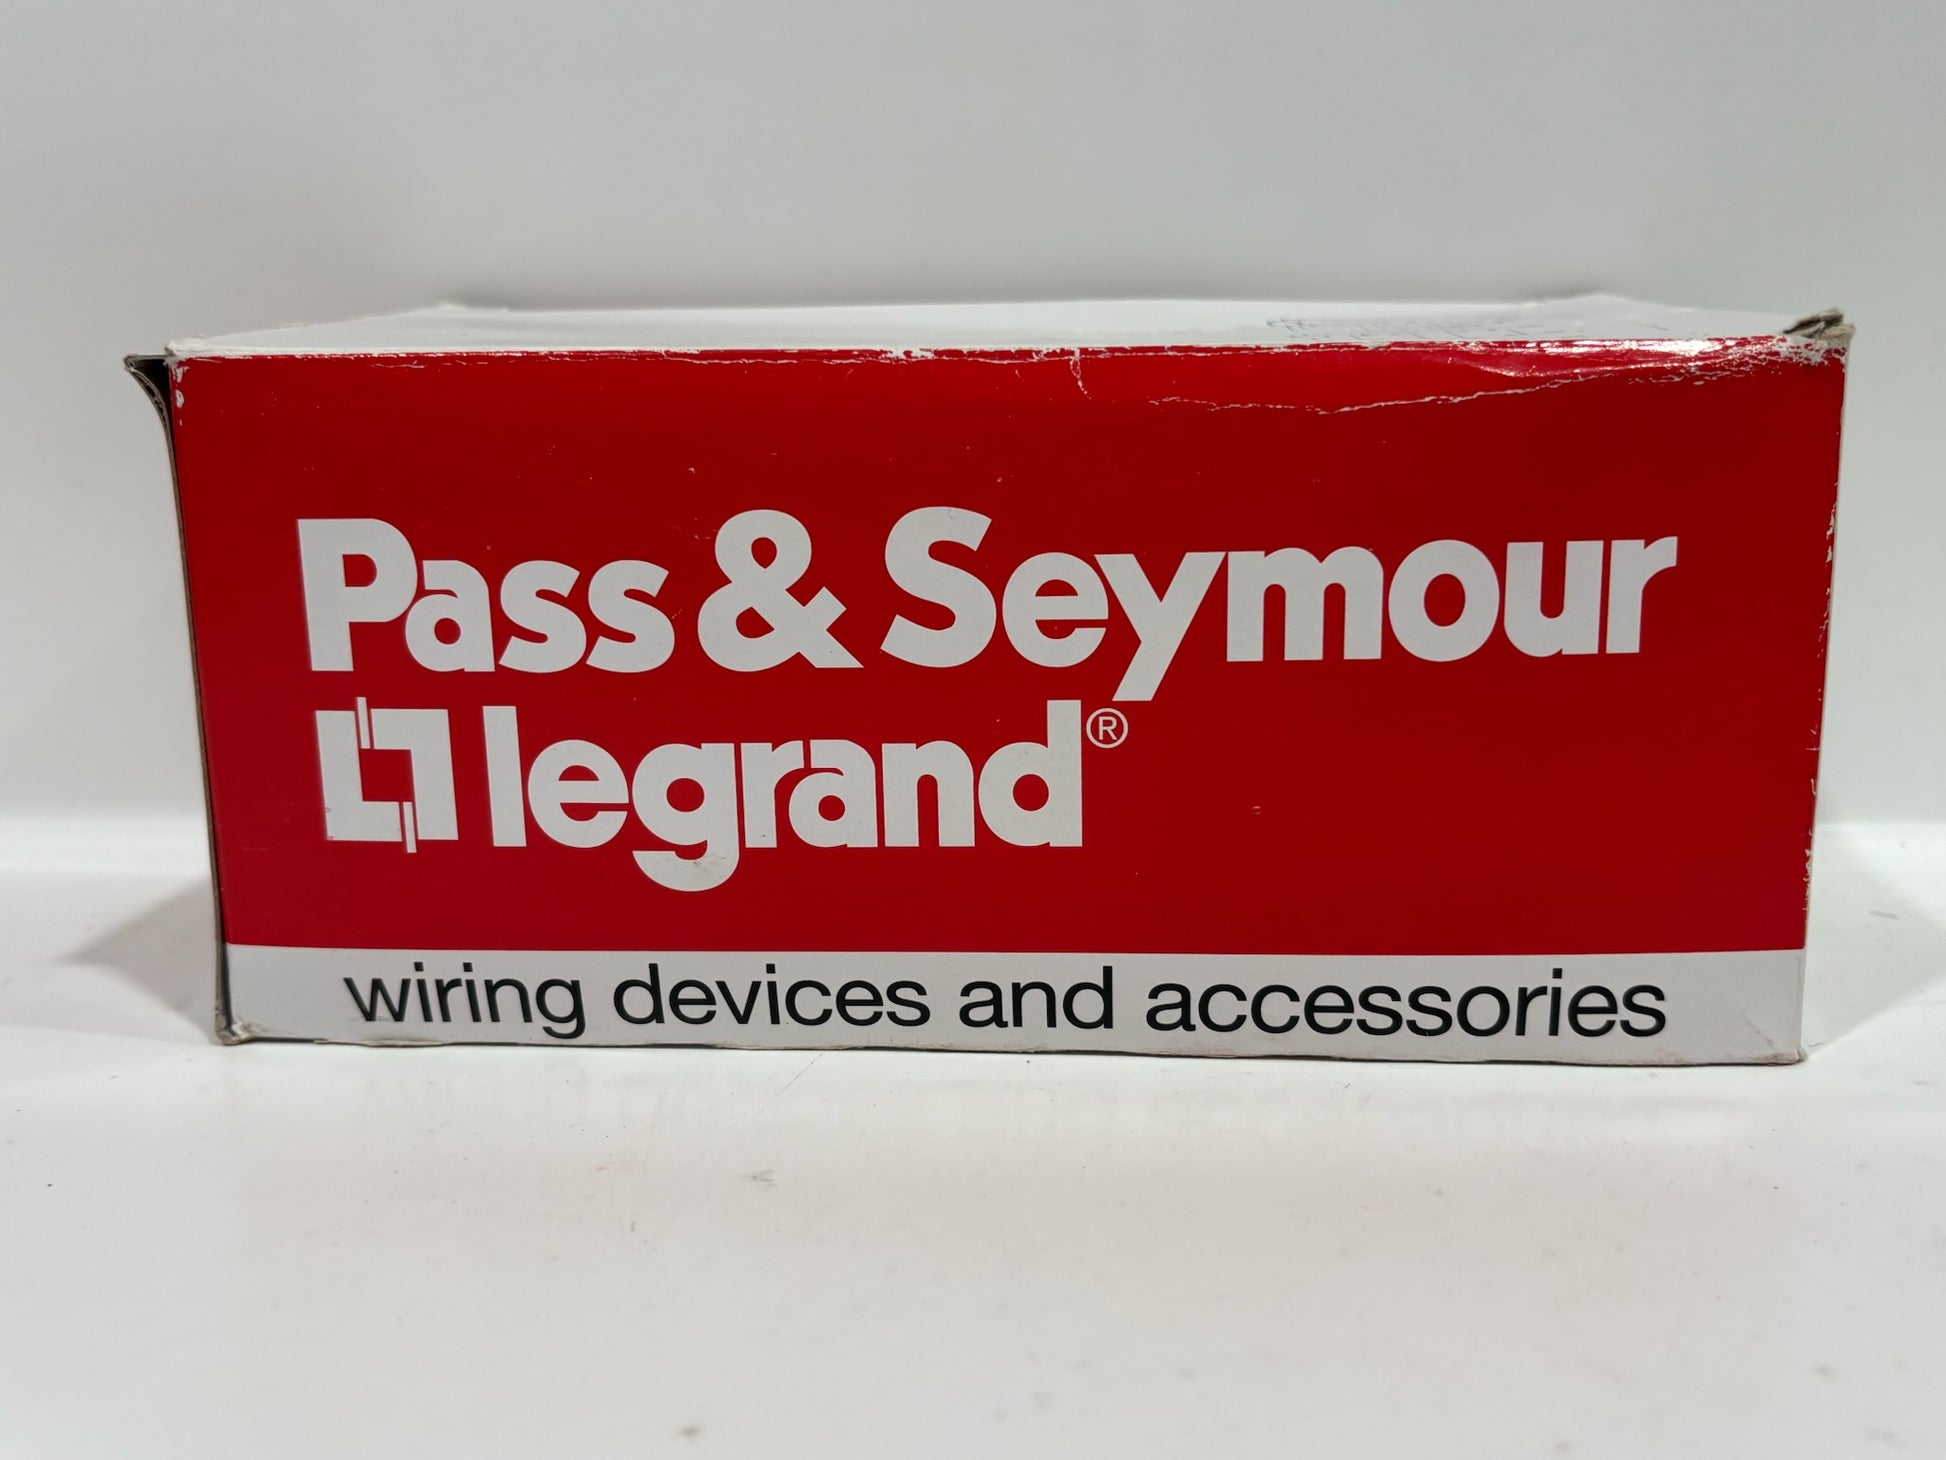 Pass & Seymour
legrand®
wiring devices and accessories